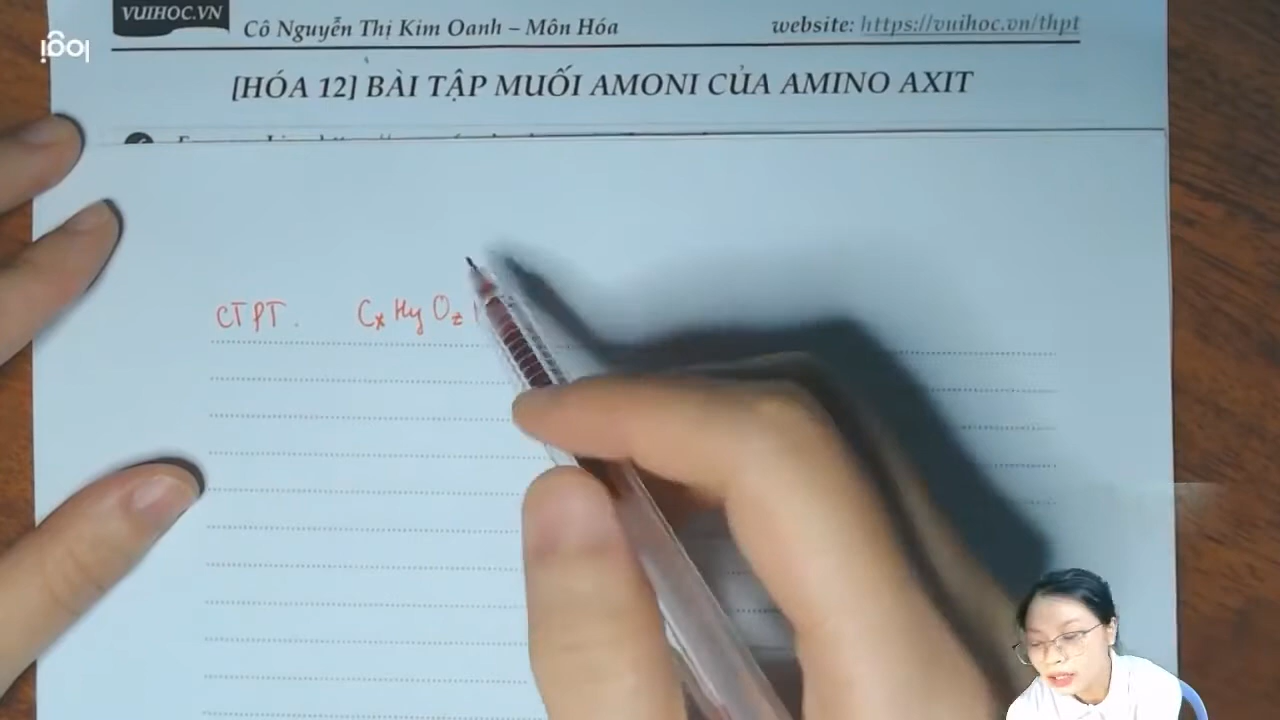 VUIHOC.VN
Cô Nguyễn Thị Kim Oanh – Môn Hóa
website: https://vuihoc.vn/thpt
logi
[HÓA 12] BÀI TẬP MUỐI AMONI CỦA AMINO AXIT
CTPT. CxHyOz